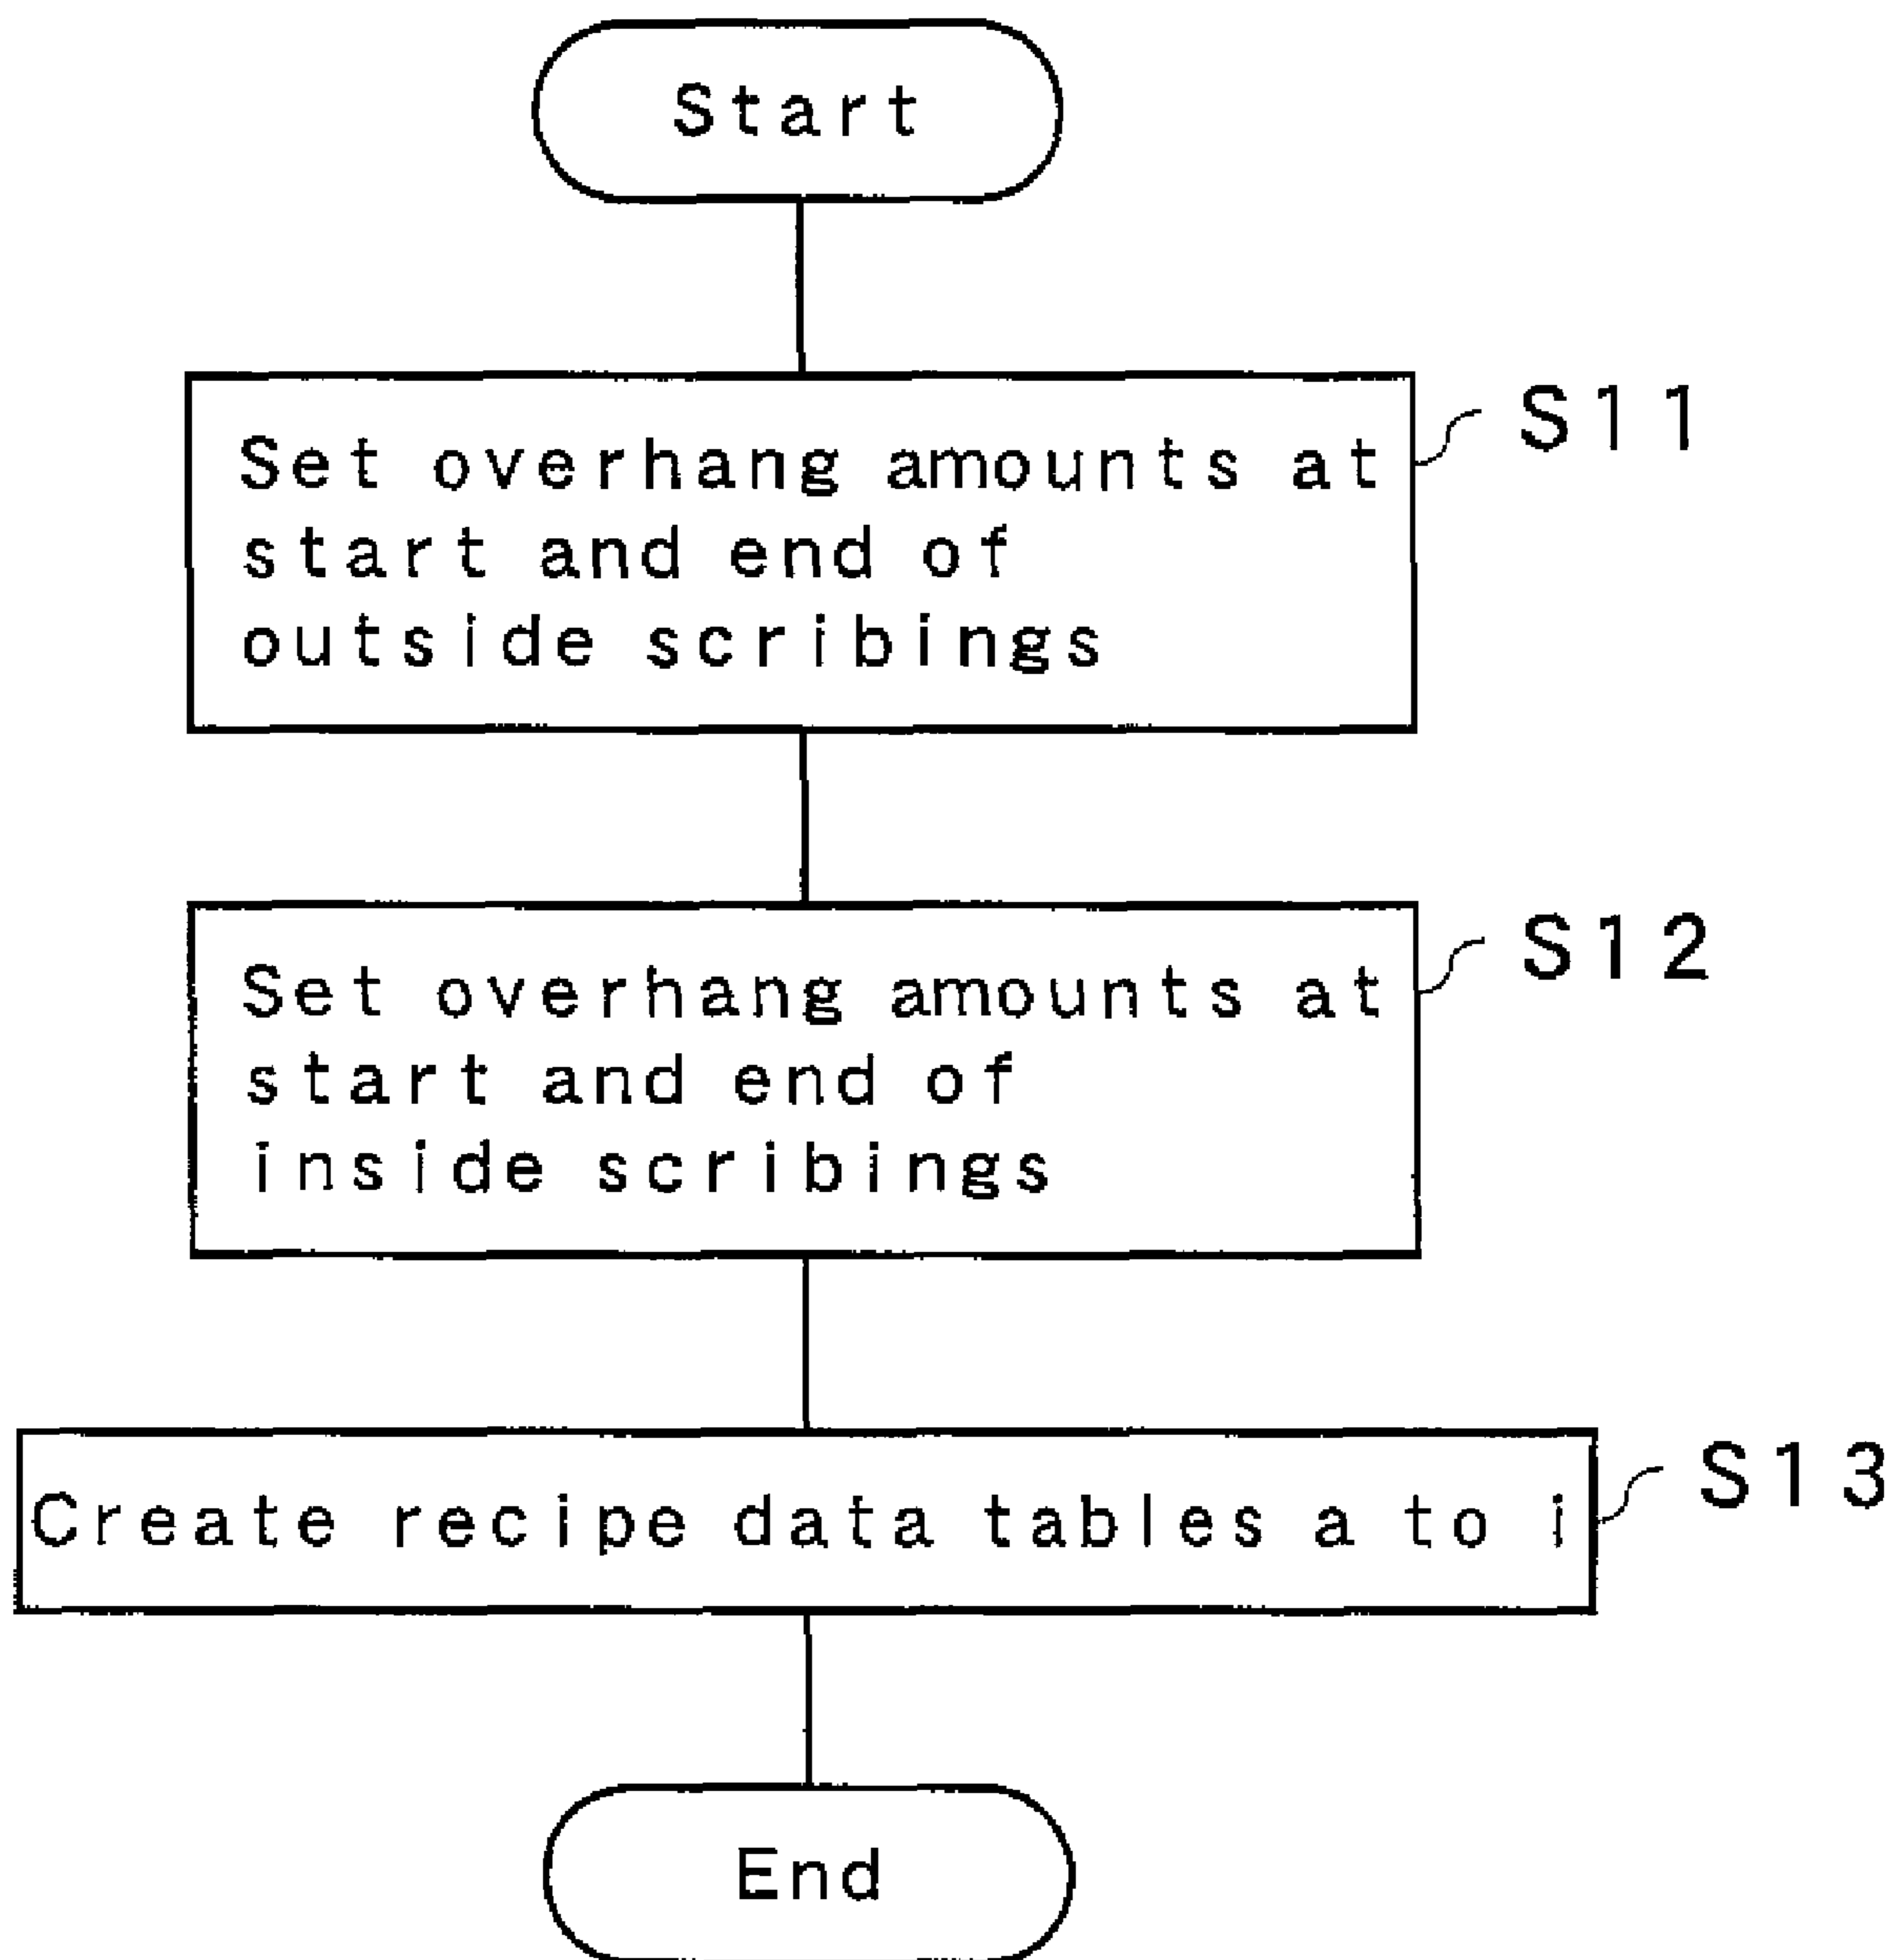 Start
Set overhang amounts at
start and end of
outside scribings
S11
Set overhang amounts at
start and end of
inside scribings
S12
Create recipe data tables a to i
S13
End